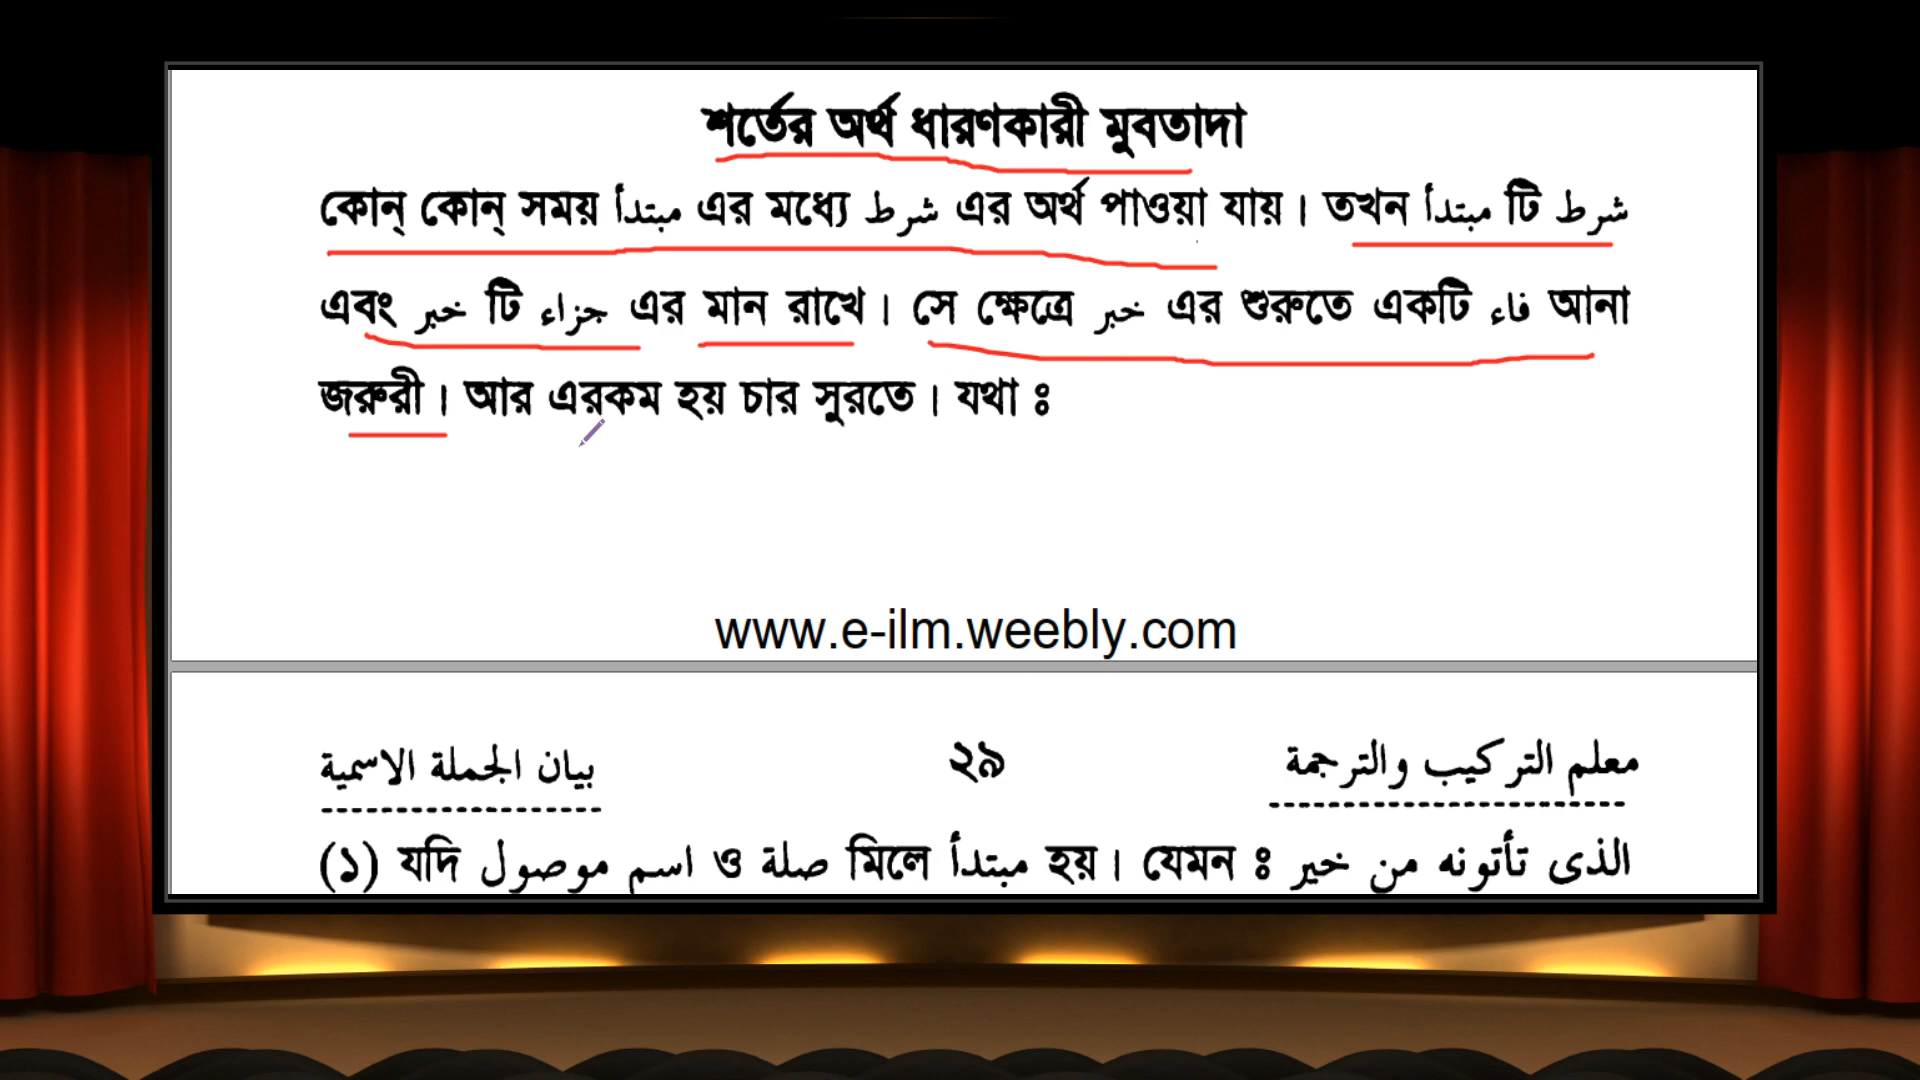 শর্তের অর্থ ধারণকারী মুবতাদা
কোন্ কোন্ সময় مبتدأ এর মধ্যে شرط এর অর্থ পাওয়া যায়। তখন مبتدأ টি شرط
এবং خبر টি جزاء এর মান রাখে। সে ক্ষেত্রে خبر এর শুরুতে একটি فاء আনা
জরুরী। আর এরকম হয় চার সুরতে। যথা ঃ
www.e-ilm.weebly.com
بيان الجملة الاسمية ২৯ معلم التركيب والترجمة
(১) যদি اسم موصول ও صلة মিলে مبتدأ হয়। যেমন ঃ الذى تأتونه من خير